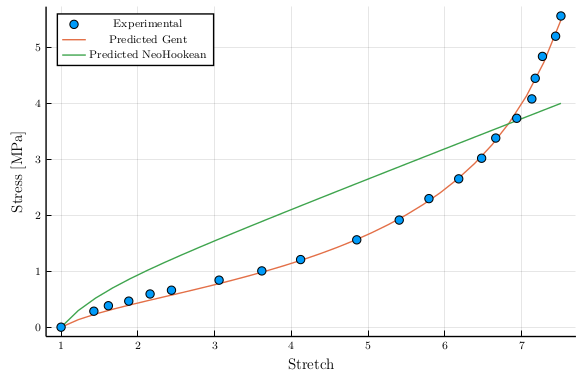 Experimental
Predicted Gent
Predicted NeoHookean
Stress [MPa]
5
4
3
2
1
0
1 2 3 4 5 6 7
Stretch